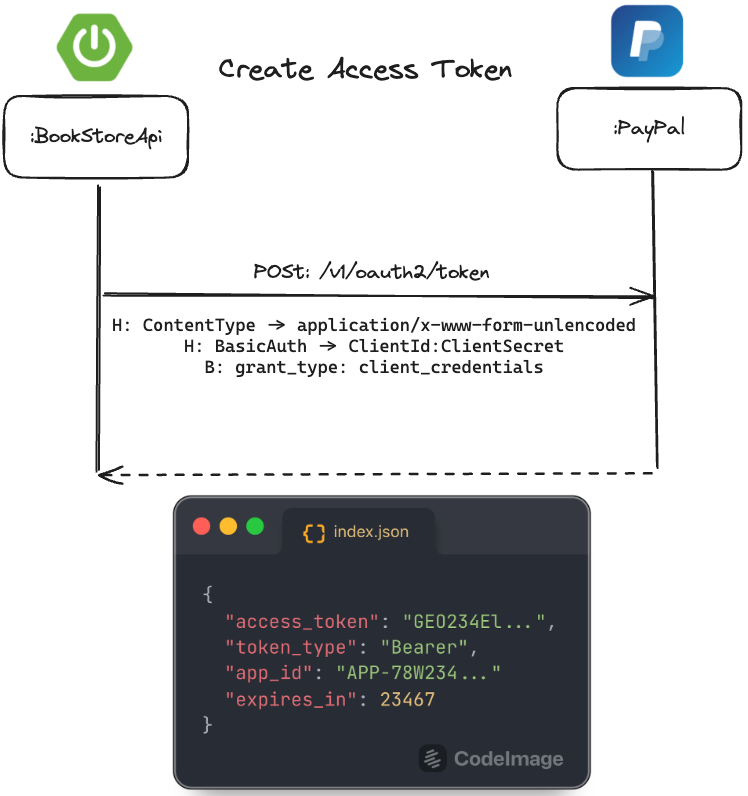 Create Access Token
:BookStoreApi
:PayPal
POSt: /v1/oauth2/token
H: ContentType → application/x-www-form-unlencoded
H: BasicAuth → ClientId:ClientSecret
B: grant_type: client_credentials
{} index.json
{
"access_token": "GEO234El...",
"token_type": "Bearer",
"app_id": "APP-78W234..."
"expires_in": 23467
}
CodeImage